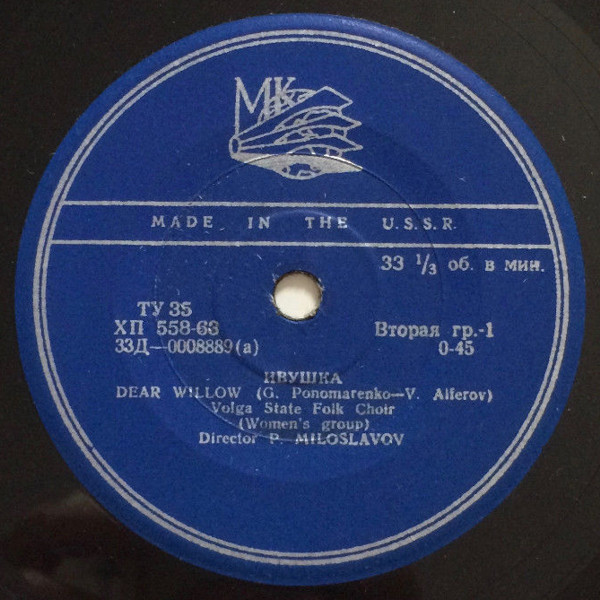 МК
MADE IN THE U.S.S.R.
33 1/3 об. в мин.
ТУ 35
ХП 558-63
Вторая гр.-1
33Д—0008889(а)
0-45
ИВУШКА
DEAR WILLOW (G. Ponomarenko—V. Alferov)
Volga State Folk Choir
(Women's group)
Director P. MILOSLAVOV